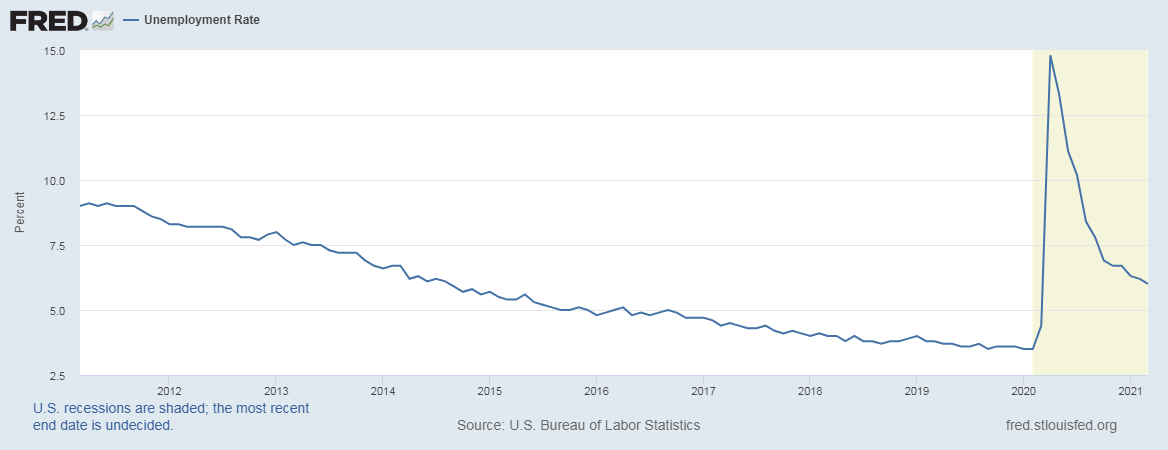 FRED
Unemployment Rate
15.0
12.5
10.0
7.5
5.0
2.5
Percent
2012 2013 2014 2015 2016 2017 2018 2019 2020 2021
U.S. recessions are shaded; the most recent
end date is undecided.
Source: U.S. Bureau of Labor Statistics
fred.stlouisfed.org